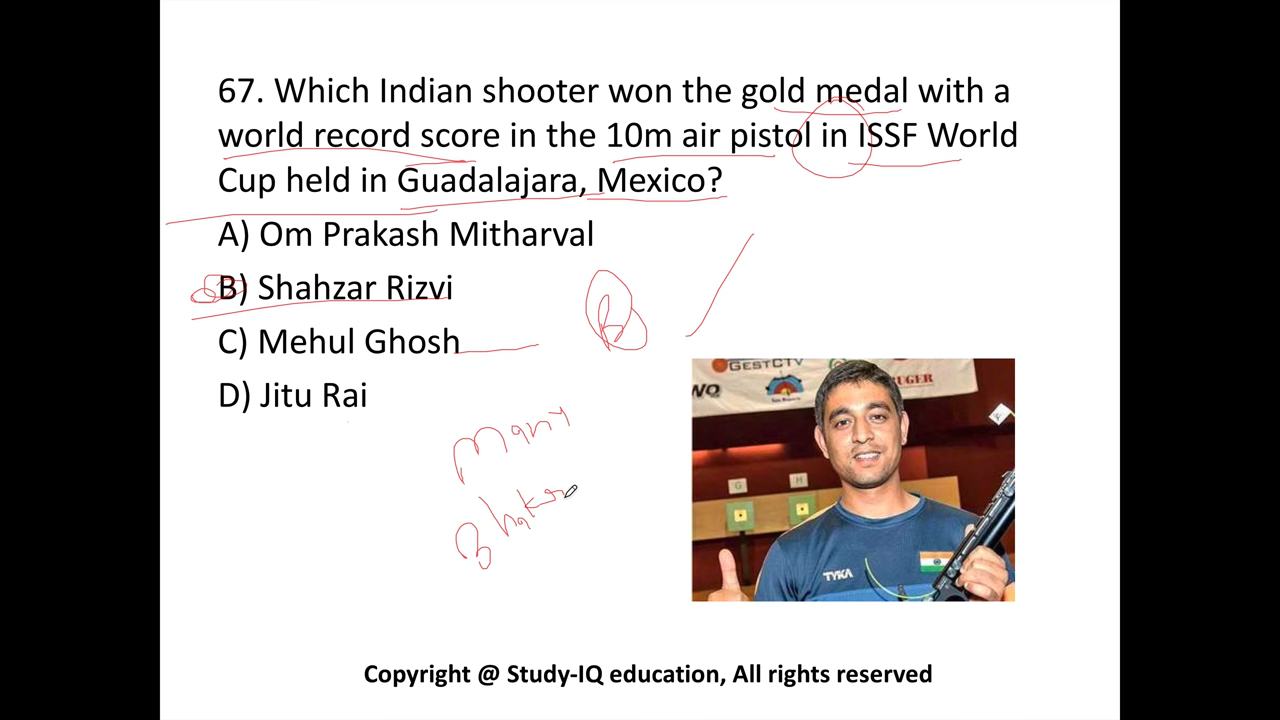 67. Which Indian shooter won the gold medal with a
world record score in the 10m air pistol in ISSF World
Cup held in Guadalajara, Mexico?
A) Om Prakash Mitharval
B) Shahzar Rizvi
C) Mehul Ghosh
D) Jitu Rai
B
Manu
Bhaker
GESTCTV
RUGER
WO
G
H
TYKA
Copyright @ Study-IQ education, All rights reserved